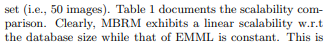 set (i.e., 50 images). Table 1 documents the scalability com-
parison. Clearly, MBRM exhibits a linear scalability w.r.t
the database size while that of EMML is constant. This is